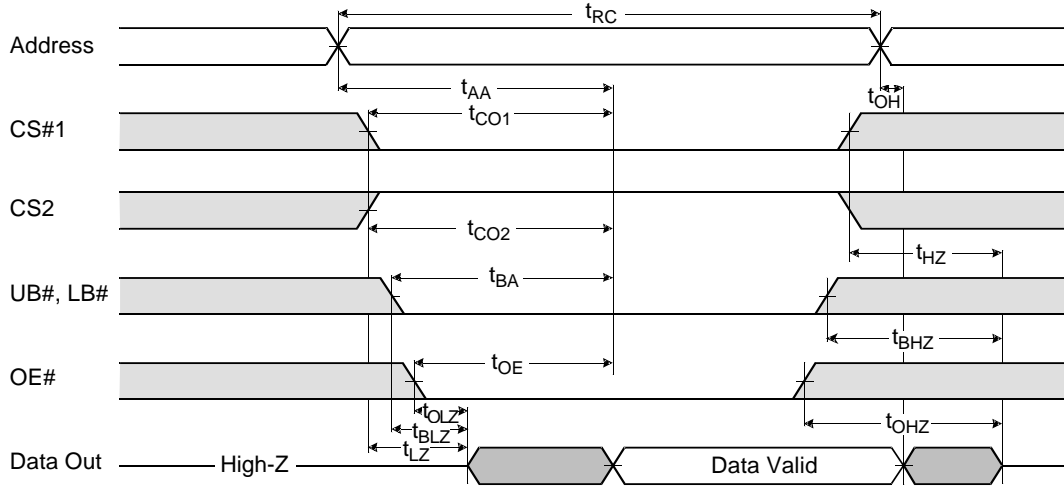 tRC
Address
tAA
tOH
tCO1
CS#1
CS2
tCO2
tHZ
tBA
UB#, LB#
tBHZ
tOE
OE#
tOLZ
tOHZ
tBLZ
tLZ
Data Out
High-Z
Data Valid